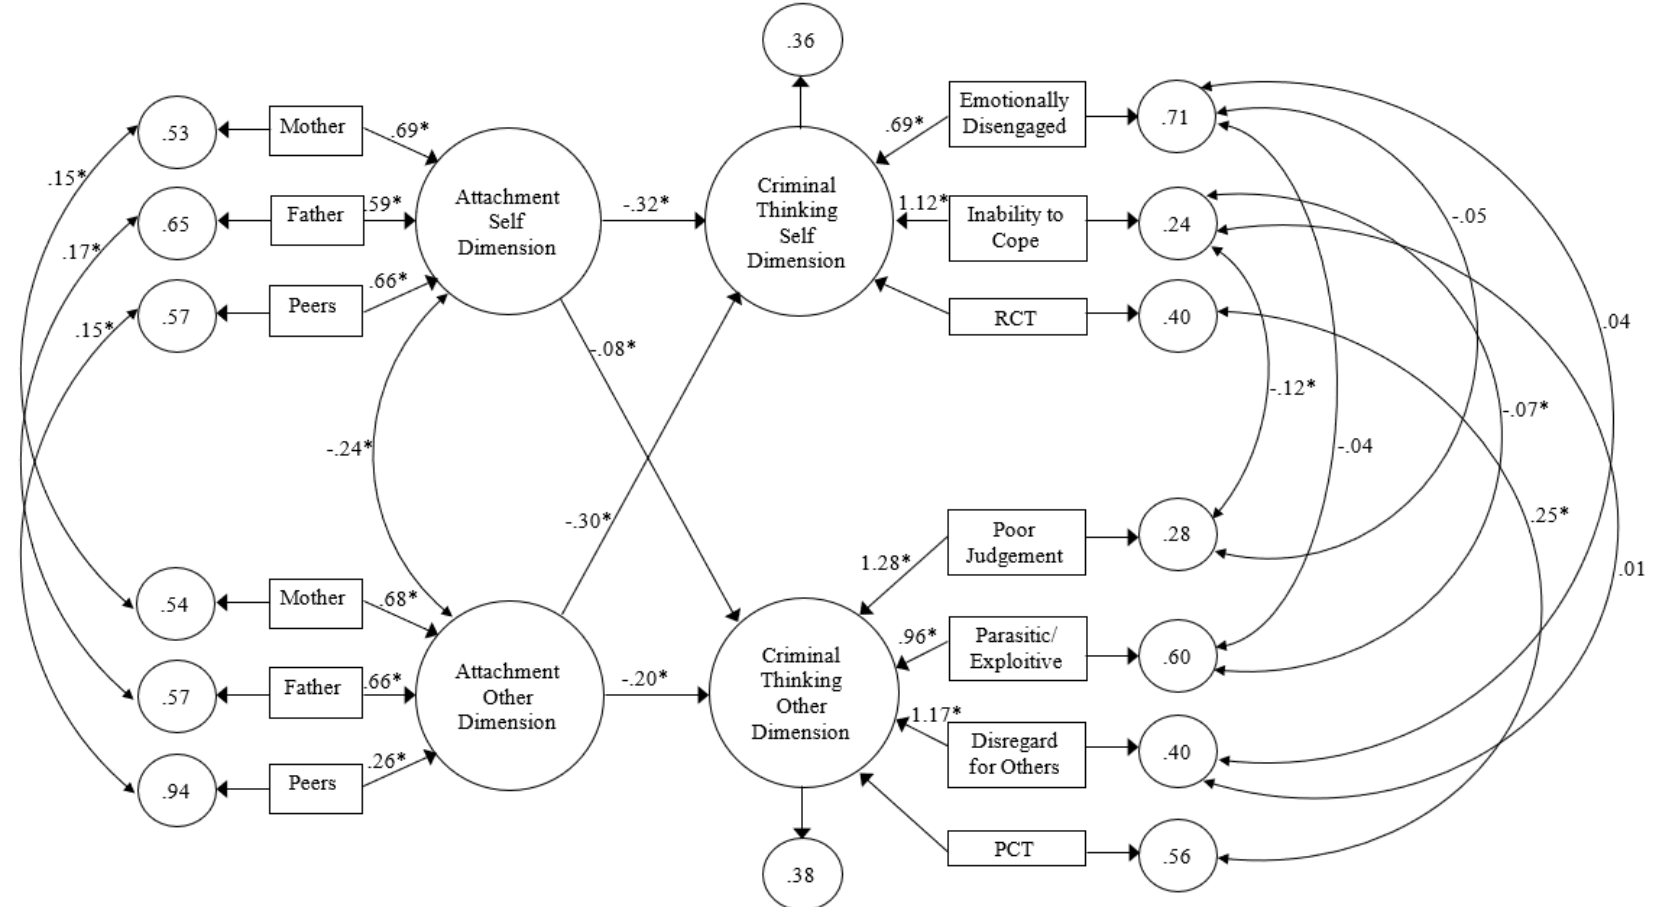 .36
Emotionally
Disengaged
.71
.69*
.53
Mother
.69*
.15*
Attachment
Self
Dimension
-.32*
Criminal
Thinking
Self
Dimension
1.12*
Inability to
Cope
.24
-.05
.65
Father
.59*
.17*
.57
Peers
.66*
.15*
RCT
.40
.04
-.08*
-.12*
-.07*
-.04
-.24*
-.30*
.25*
Poor
Judgement
.28
1.28*
.01
.54
Mother
.68*
Attachment
Other
Dimension
-.20*
Criminal
Thinking
Other
Dimension
.96*
Parasitic/
Exploitive
.60
.57
Father
.66*
1.17*
Disregard
for Others
.40
.94
Peers
.26*
PCT
.56
.38